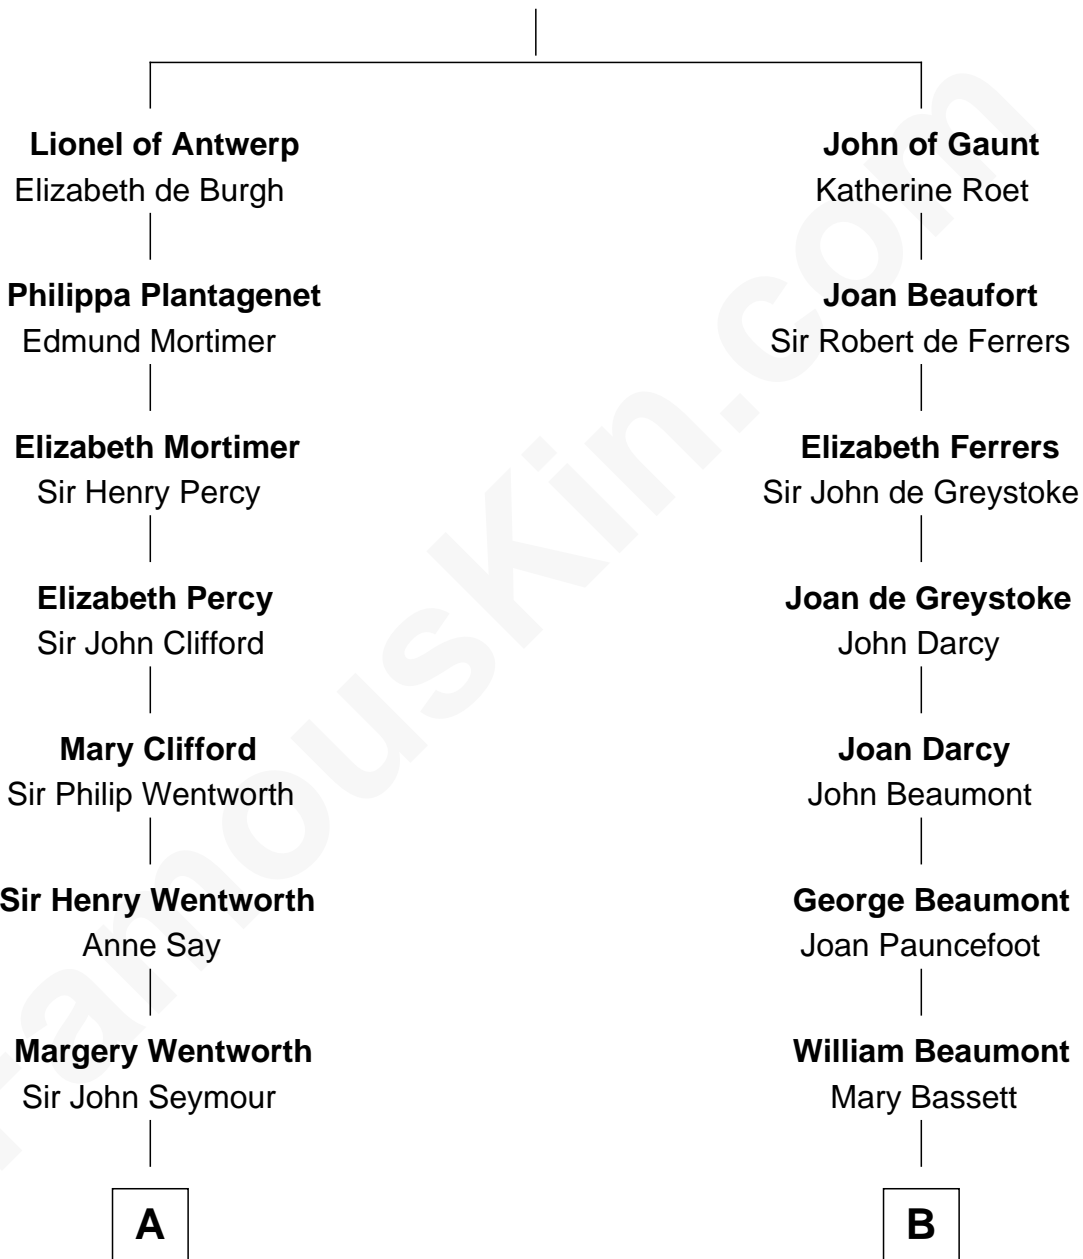 Lionel of Antwerp
Elizabeth de Burgh
Philippa Plantagenet
Edmund Mortimer
Elizabeth Mortimer
Sir Henry Percy
Elizabeth Percy
Sir John Clifford
Mary Clifford
Sir Philip Wentworth
Sir Henry Wentworth
Anne Say
Margery Wentworth
Sir John Seymour
A
John of Gaunt
Katherine Roet
Joan Beaufort
Sir Robert de Ferrers
Elizabeth Ferrers
Sir John de Greystoke
Joan de Greystoke
John Darcy
Joan Darcy
John Beaumont
George Beaumont
Joan Pauncefoot
William Beaumont
Mary Bassett
B
FamousKin.com